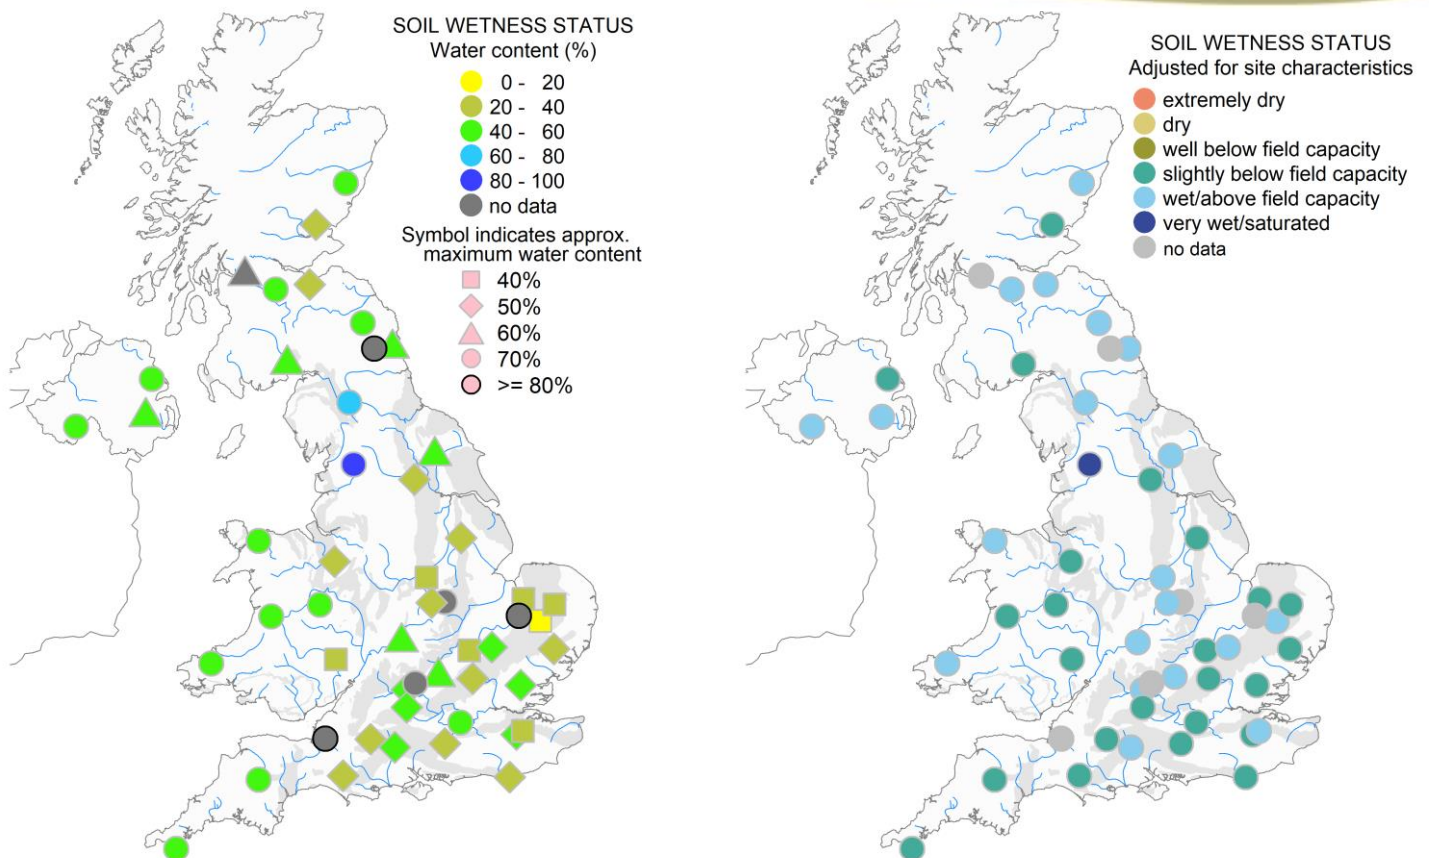 SOIL WETNESS STATUS
Water content (%)
0 - 20
20 - 40
40 - 60
60 - 80
80 - 100
no data
Symbol indicates approx.
maximum water content
40%
50%
60%
70%
>= 80%
SOIL WETNESS STATUS
Adjusted for site characteristics
extremely dry
dry
well below field capacity
slightly below field capacity
wet/above field capacity
very wet/saturated
no data